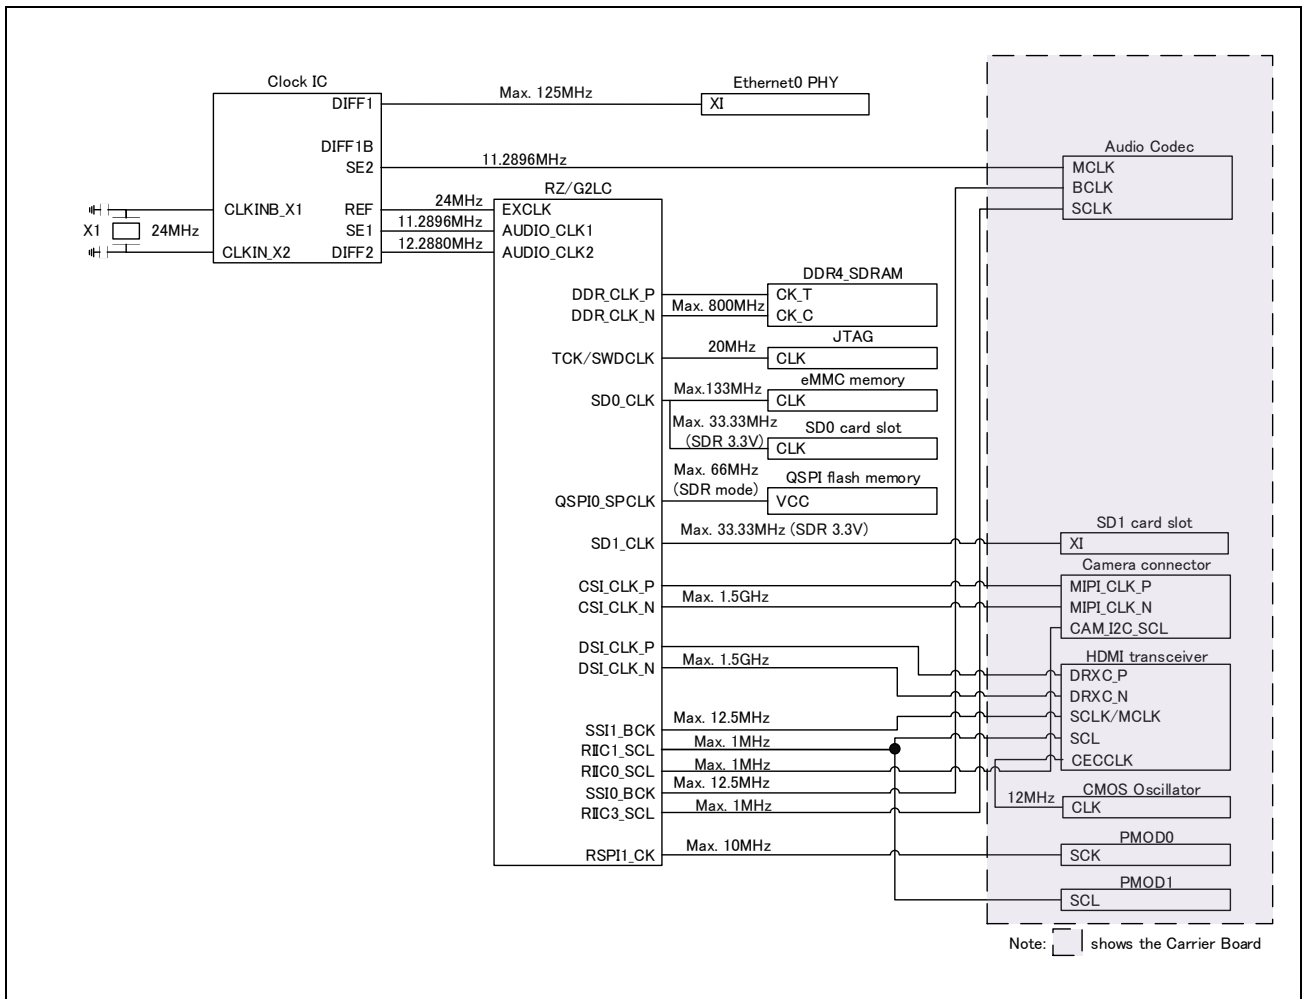 Clock IC
DIFF1
DIFF1B
SE2
CLKINB_X1
REF
SE1
CLKIN_X2
DIFF2
X1
24MHz
Max. 125MHz
Ethernet0 PHY
XI
11.2896MHz
24MHz
11.2896MHz
12.2880MHz
RZ/G2LC
EXCLK
AUDIO_CLK1
AUDIO_CLK2
DDR_CLK_P
DDR_CLK_N
TCK/SWDCLK
SD0_CLK
QSPI0_SPCLK
SD1_CLK
CSI_CLK_P
CSI_CLK_N
DSI_CLK_P
DSI_CLK_N
SSI1_BCK
RIIC1_SCL
RIIC0_SCL
SSI0_BCK
RIIC3_SCL
RSPI1_CK
DDR4_SDRAM
CK_T
Max. 800MHz
CK_C
JTAG
20MHz
CLK
eMMC memory
Max.133MHz
CLK
Max. 33.33MHz
(SDR 3.3V)
SD0 card slot
CLK
Max. 66MHz
(SDR mode)
QSPI flash memory
VCC
Max. 33.33MHz (SDR 3.3V)
Max. 1.5GHz
Max. 1.5GHz
Max. 12.5MHz
Max. 1MHz
Max. 1MHz
Max. 12.5MHz
Max. 1MHz
Max. 10MHz
Audio Codec
MCLK
BCLK
SCLK
SD1 card slot
XI
Camera connector
MIPI_CLK_P
MIPI_CLK_N
CAM_I2C_SCL
HDMI transceiver
DRXC_P
DRXC_N
SCLK/MCLK
SCL
CECCLK
12MHz
CMOS Oscillator
CLK
PMOD0
SCK
PMOD1
SCL
Note: shows the Carrier Board